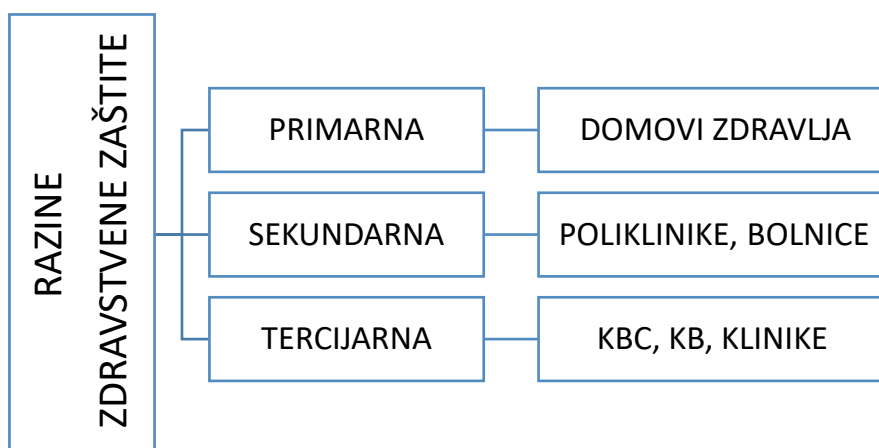 RAZINE
ZDRAVSTVENE ZAŠTITE
PRIMARNA
DOMOVI ZDRAVLJA
SEKUNDARNA
POLIKLINIKE, BOLNICE
TERCIJARNA
KBC, KB, KLINIKE